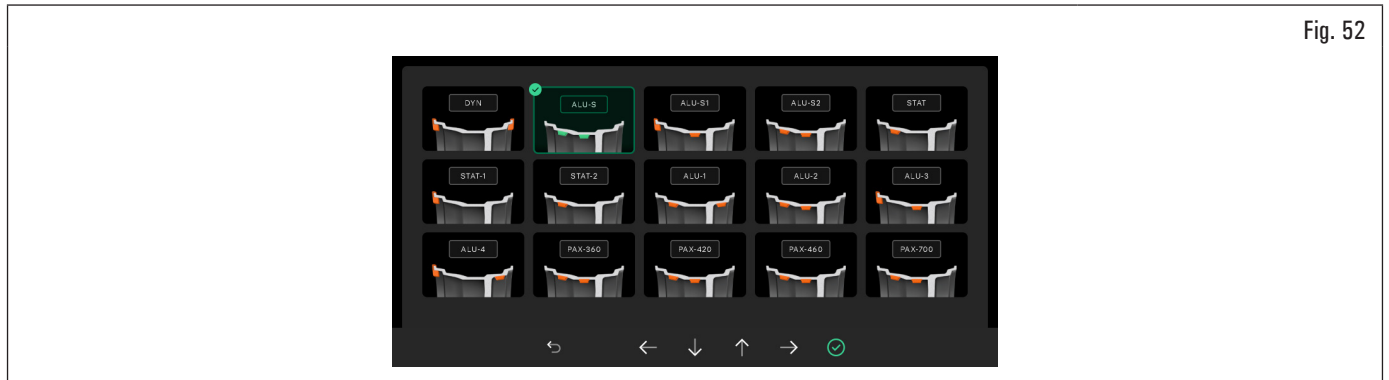 Fig. 52
DYN
ALU-S
ALU-S1
ALU-S2
STAT
STAT-1
STAT-2
ALU-1
ALU-2
ALU-3
ALU-4
PAX-360
PAX-420
PAX-460
PAX-700